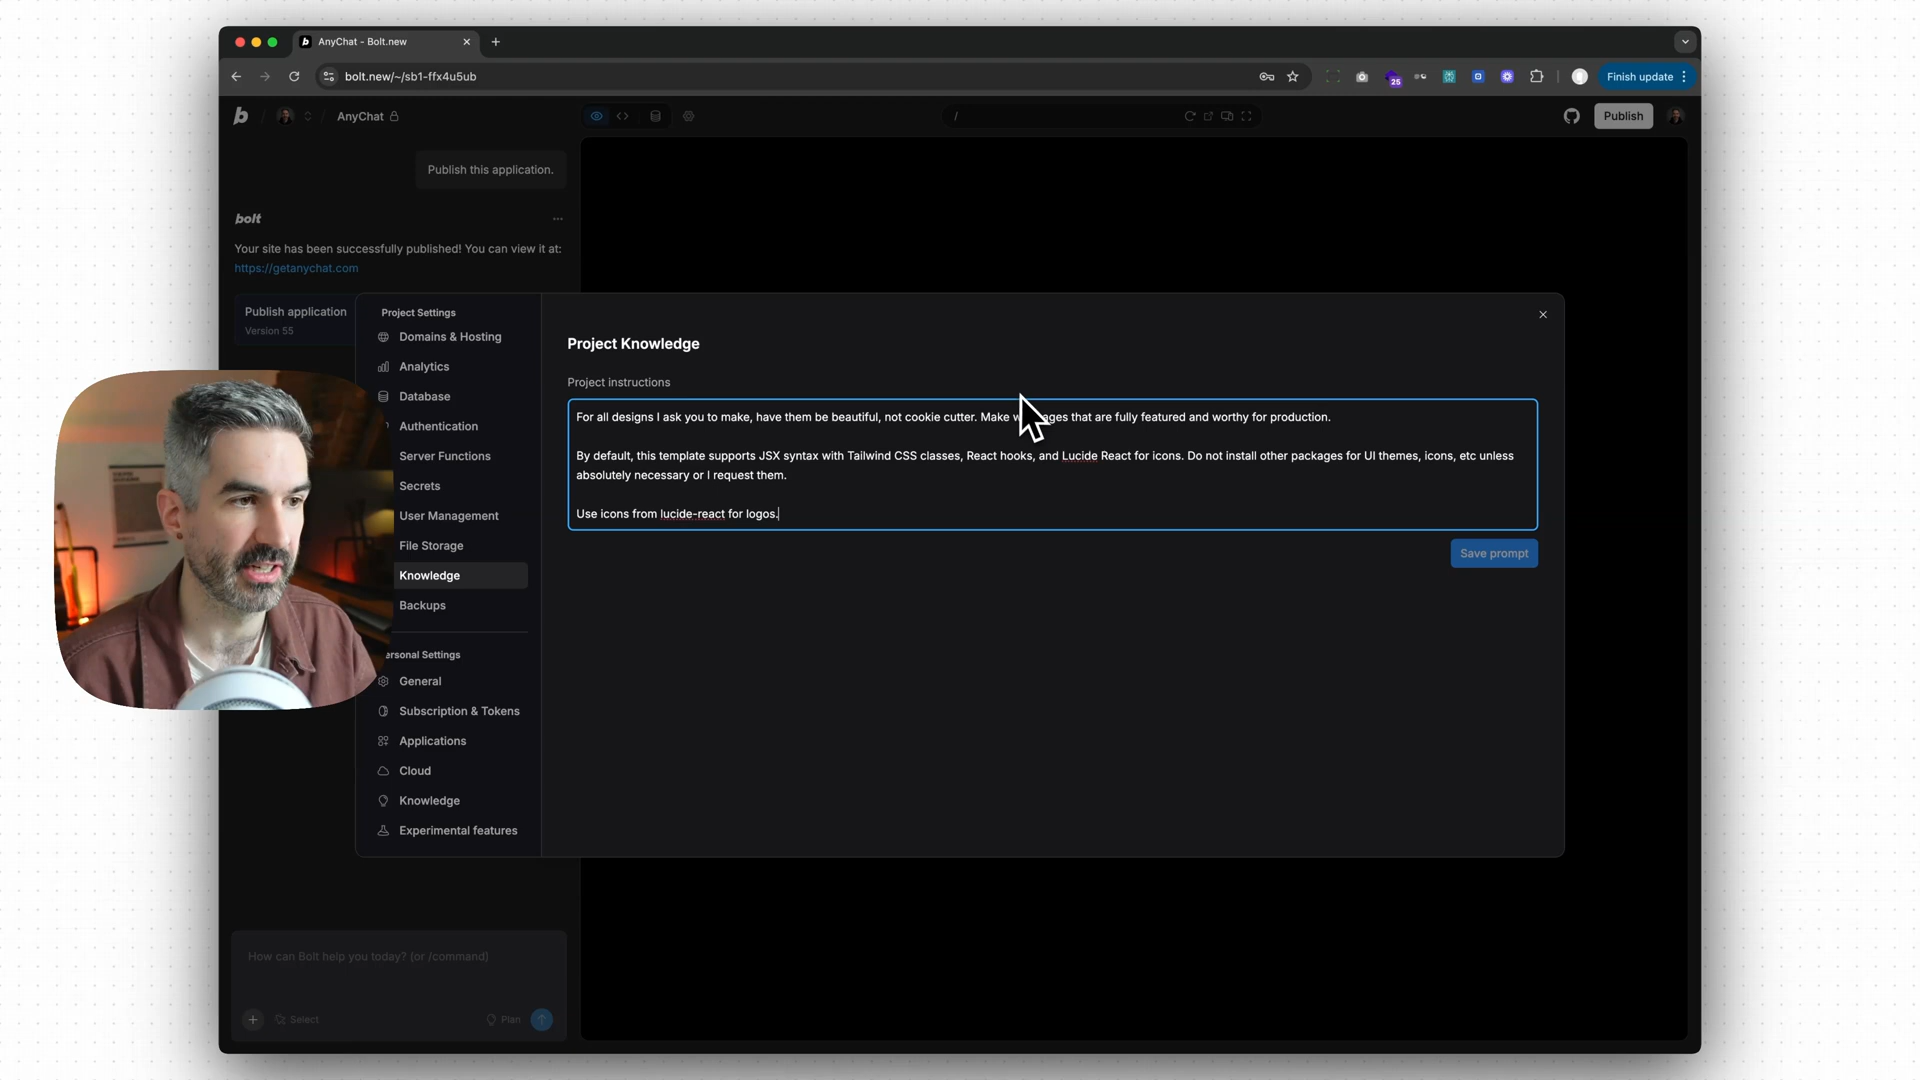 AnyChat - Bolt.new
bolt.new/~/sb1-ffx4u5ub
25
Finish update
b
AnyChat
/
Publish
Publish this application.
bolt
Your site has been successfully published! You can view it at:
https://getanychat.com
Publish application
Version 55
Project Settings
Domains & Hosting
Analytics
Database
Authentication
Server Functions
Secrets
User Management
File Storage
Knowledge
Backups
ersonal Settings
General
Subscription & Tokens
Applications
Cloud
Knowledge
Experimental features
Project Knowledge
Project instructions
For all designs I ask you to make, have them be beautiful, not cookie cutter. Make w ages that are fully featured and worthy for production.
By default, this template supports JSX syntax with Tailwind CSS classes, React hooks, and Lucide React for icons. Do not install other packages for UI themes, icons, etc unless
absolutely necessary or I request them.
Use icons from lucide-react for logos.
Save prompt
How can Bolt help you today? (or /command)
Select
Plan